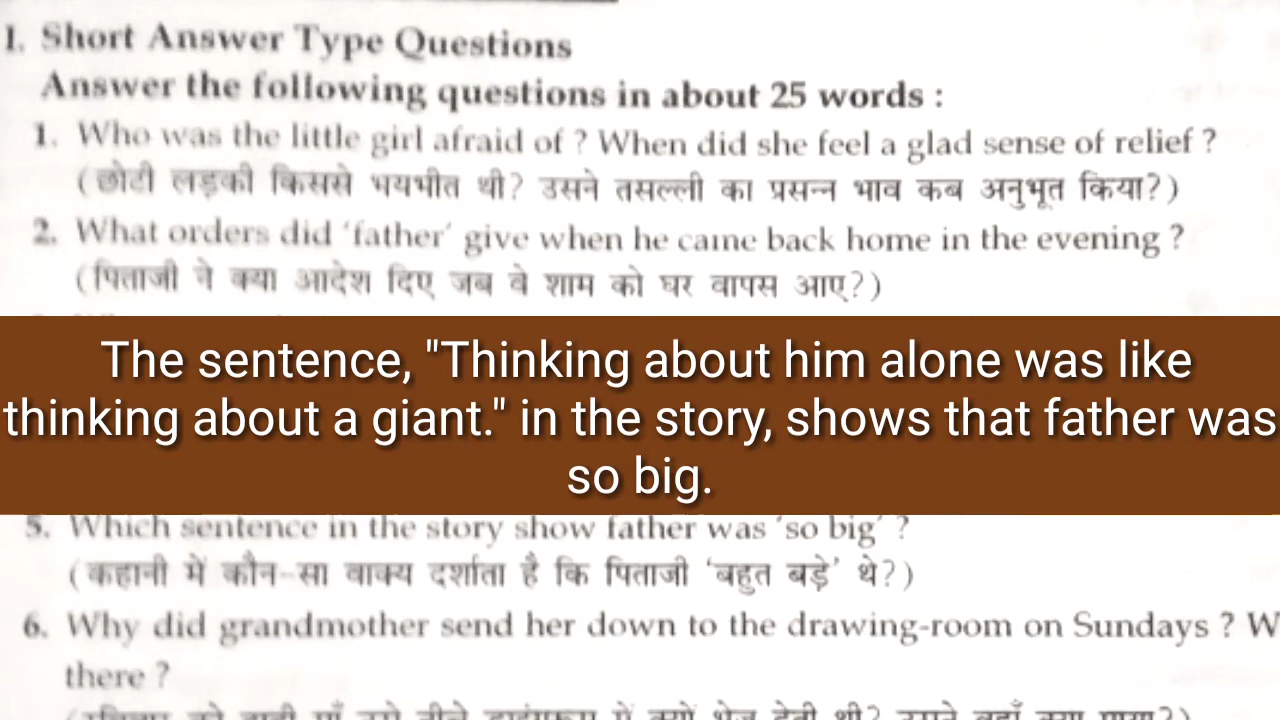 1. Short Answer Type Questions
Answer the following questions in about 25 words :
1. Who was the little girl afraid of ? When did she feel a glad sense of relief ?
(छोटी लड़की किससे भयभीत थी? उसने तसल्ली का प्रसन्न भाव कब अनुभूत किया?)
2. What orders did 'father' give when he came back home in the evening ?
(पिताजी ने क्या आदेश दिए जब वे शाम को घर वापस आए?)
The sentence, "Thinking about him alone was like
thinking about a giant." in the story, shows that father was
so big.
5. Which sentence in the story show father was 'so big' ?
(कहानी में कौन-सा वाक्य दर्शाता है कि पिताजी 'बहुत बड़े' थे?)
6. Why did grandmother send her down to the drawing-room on Sundays ? W
there ?